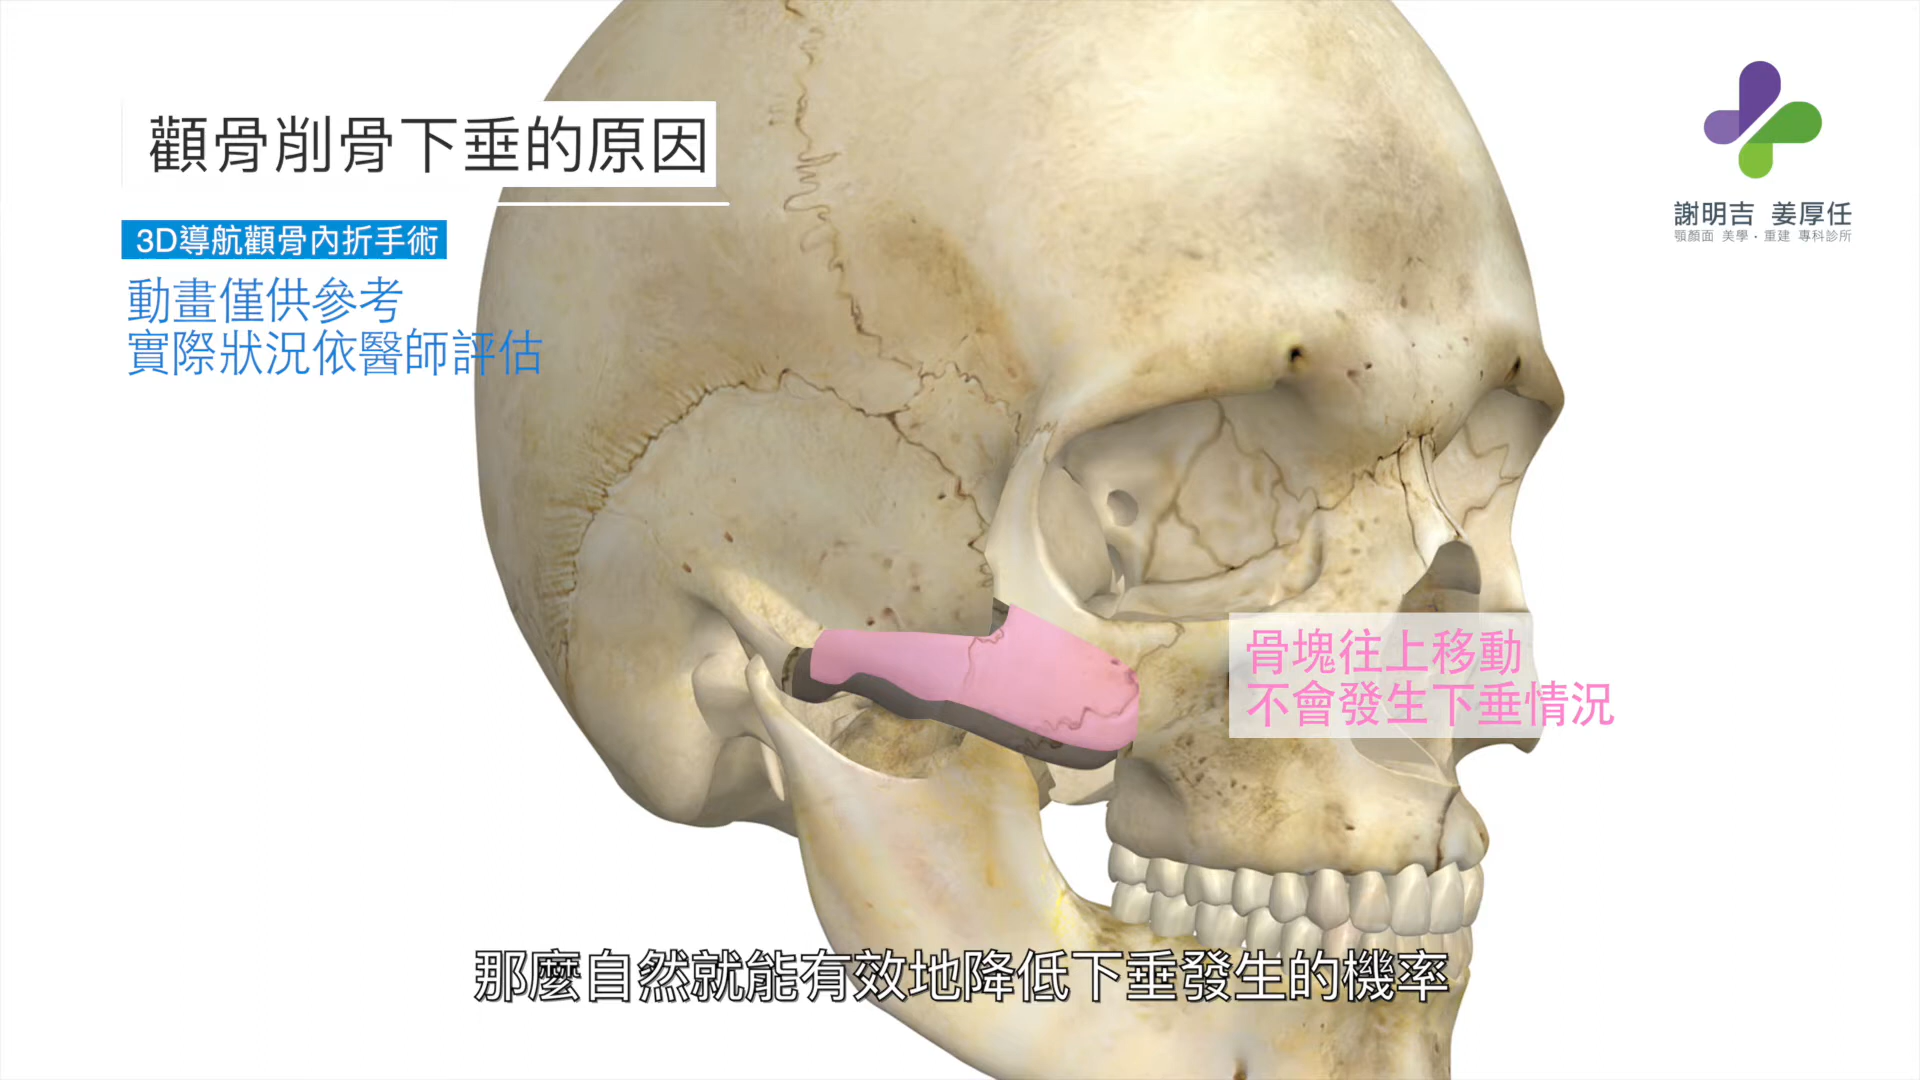 顴骨削骨下垂的原因
3D導航顴骨內折手術
動畫僅供參考
實際狀況依醫師評估
謝明吉 姜厚任
顎顏面 美學・重建 專科診所
骨塊往上移動
不會發生下垂情況
那麼自然就能有效地降低下垂發生的機率